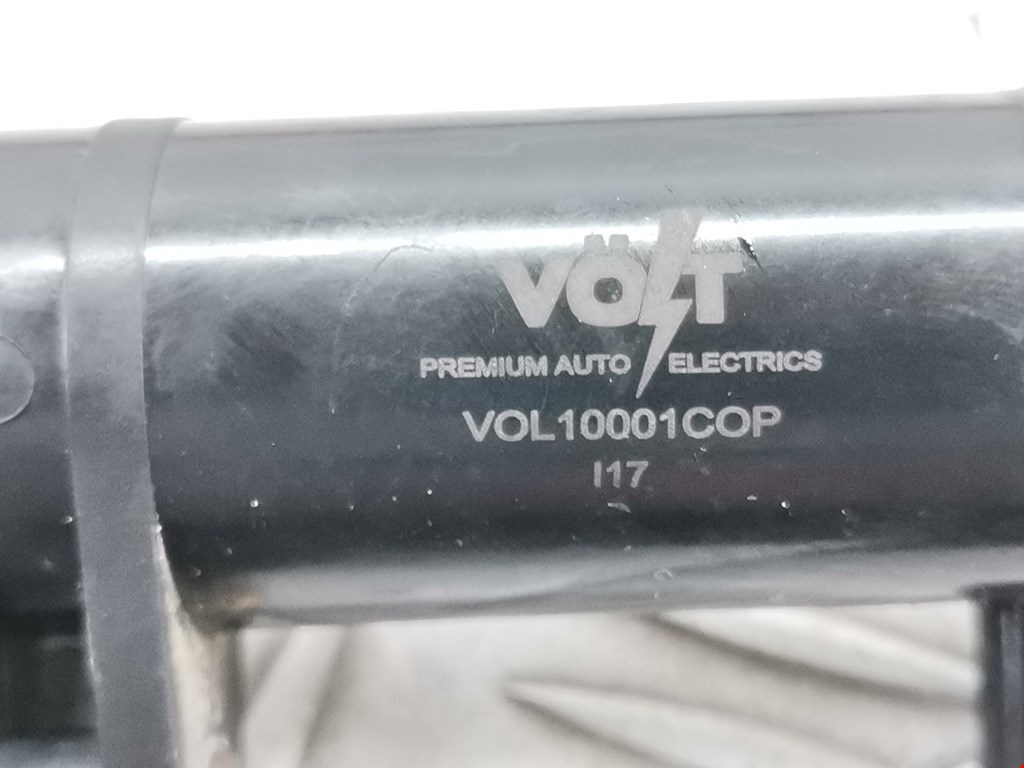 VÖLT
PREMIUM AUTO ELECTRICS
VOL10001COP
I17